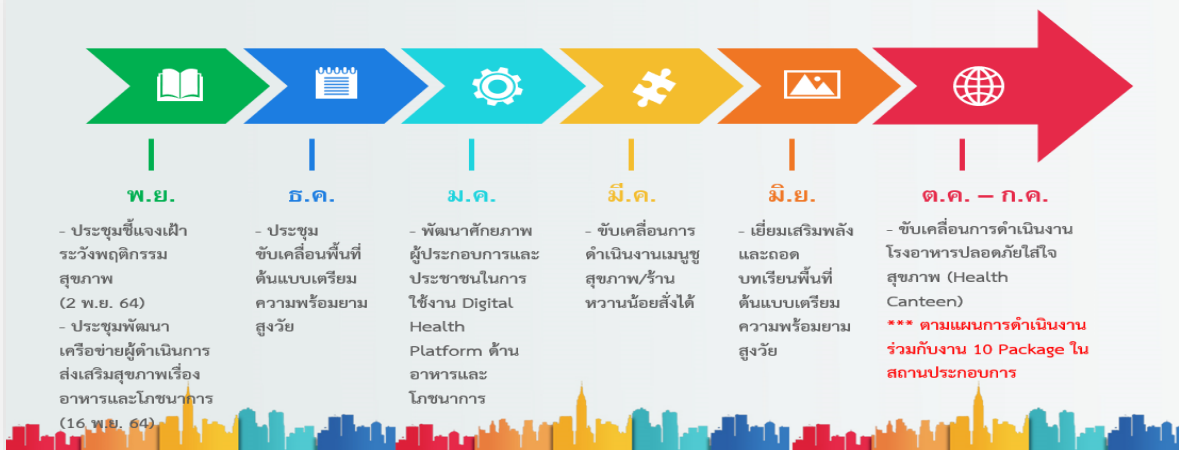 พ.ย.
- ประชุมชี้แจงเฝ้า
ระวังพฤติกรรม
สุขภาพ
(2 พ.ย. 64)
- ประชุมพัฒนา
เครือข่ายผู้ดำเนินการ
ส่งเสริมสุขภาพเรื่อง
อาหารและโภชนาการ
(16 พ.ย. 64)
ธ.ค.
- ประชุม
ขับเคลื่อนพื้นที่
ต้นแบบเตรียม
ความพร้อมยาม
สูงวัย
ม.ค.
- พัฒนาศักยภาพ
ผู้ประกอบการและ
ประชาชนในการ
ใช้งาน Digital
Health
Platform ด้าน
อาหารและ
โภชนาการ
มี.ค.
- ขับเคลื่อนการ
ดำเนินงานเมนูชู
สุขภาพ/ร้าน
หวานน้อยสั่งได้
มิ.ย.
- เยี่ยมเสริมพลัง
และถอด
บทเรียนพื้นที่
ต้นแบบเตรียม
ความพร้อมยาม
สูงวัย
ต.ค. – ก.ค.
- ขับเคลื่อนการดำเนินงาน
โรงอาหารปลอดภัยใส่ใจ
สุขภาพ (Health
Canteen)
*** ตามแผนการดำเนินงาน
ร่วมกับงาน 10 Package ใน
สถานประกอบการ